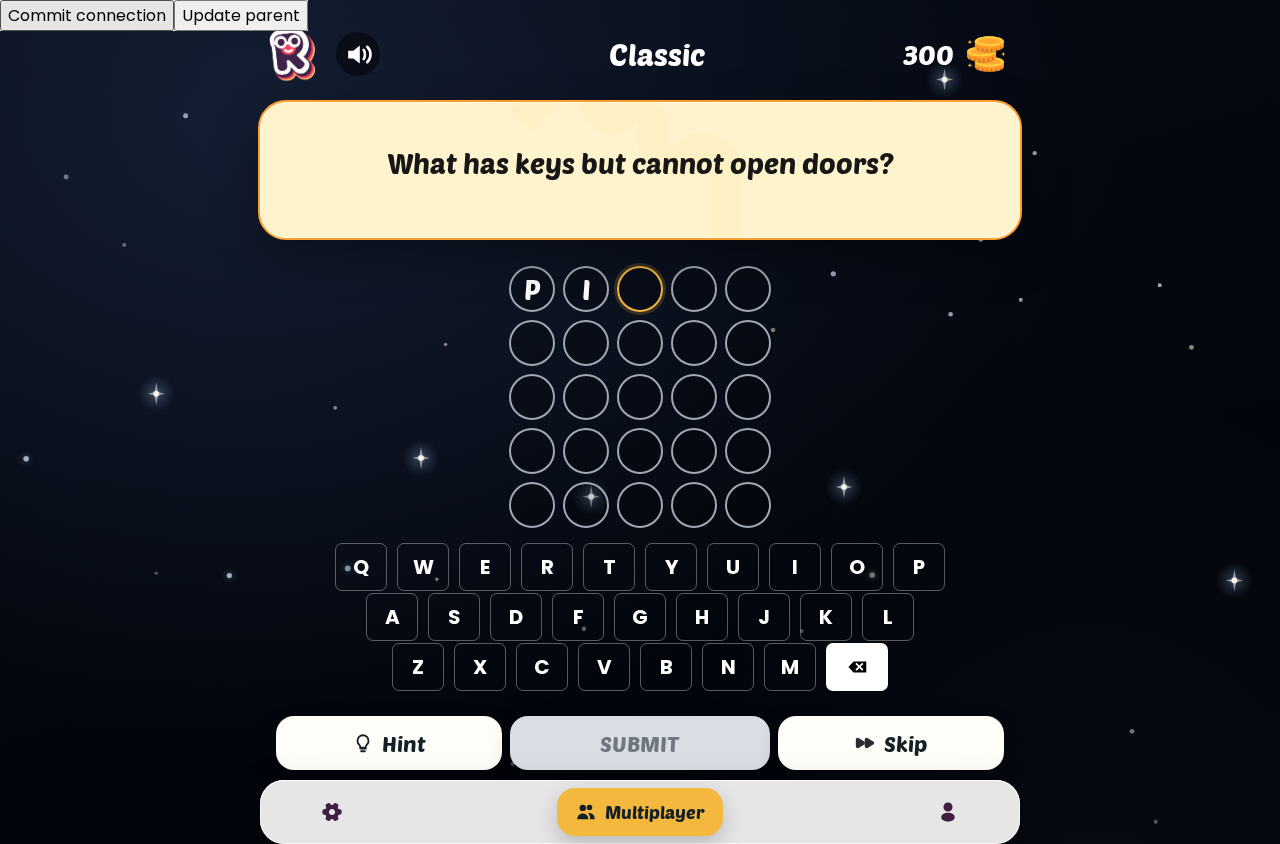 Commit connection Update parent
R Classic 300
What has keys but cannot open doors?
P I
Q W E R T Y U I O P
A S D F G H J K L
Z X C V B N M
Hint SUBMIT Skip
Multiplayer